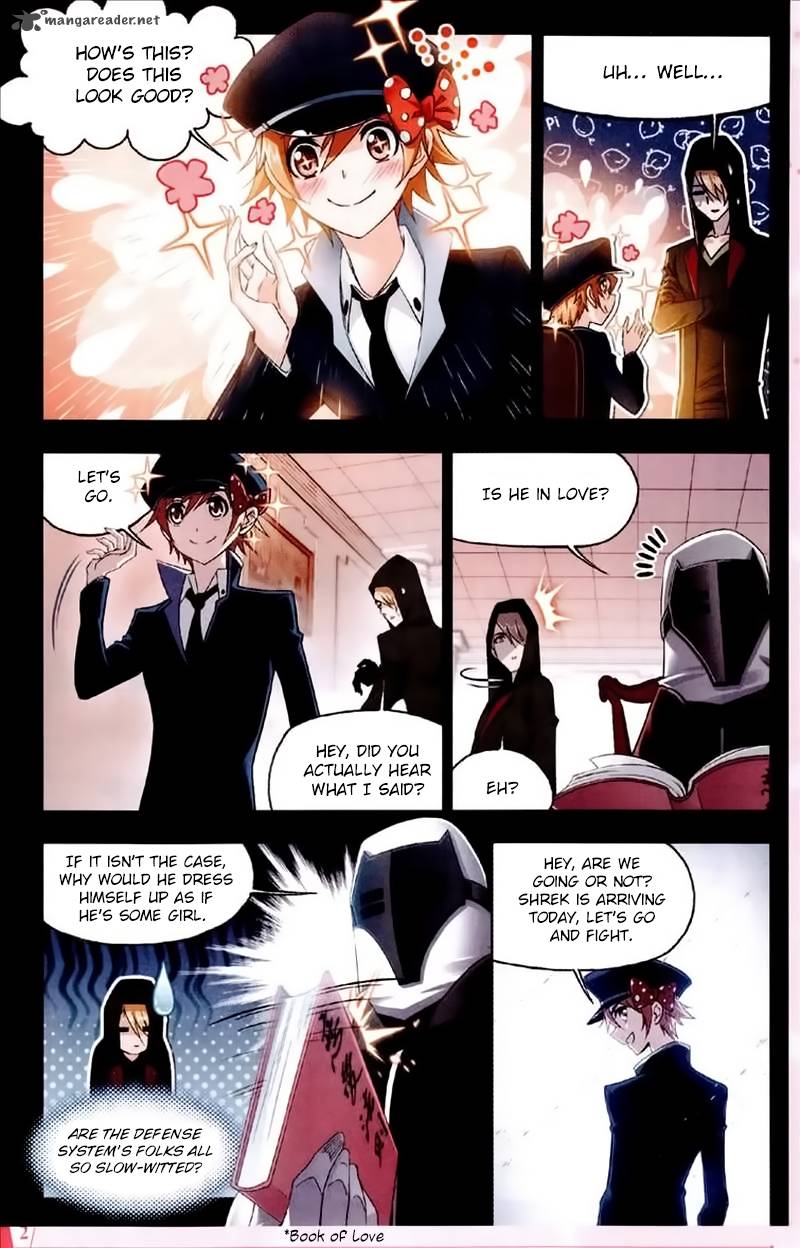 mangareader.net
HOW'S THIS?
DOES THIS
LOOK GOOD?
UH... WELL...
Pi
Pi
LET'S
GO.
HEY, DID YOU
ACTUALLY HEAR
WHAT I SAID?
IS HE IN LOVE?
EH?
IF IT ISN'T THE CASE,
WHY WOULD HE DRESS
HIMSELF UP AS IF
HE'S SOME GIRL.
ARE THE DEFENSE
SYSTEM'S FOLKS ALL
SO SLOW-WITTED?
HEY, ARE WE
GOING OR NOT?
SHREK IS ARRIVING
TODAY, LET'S GO
AND FIGHT.
2
*Book of Love